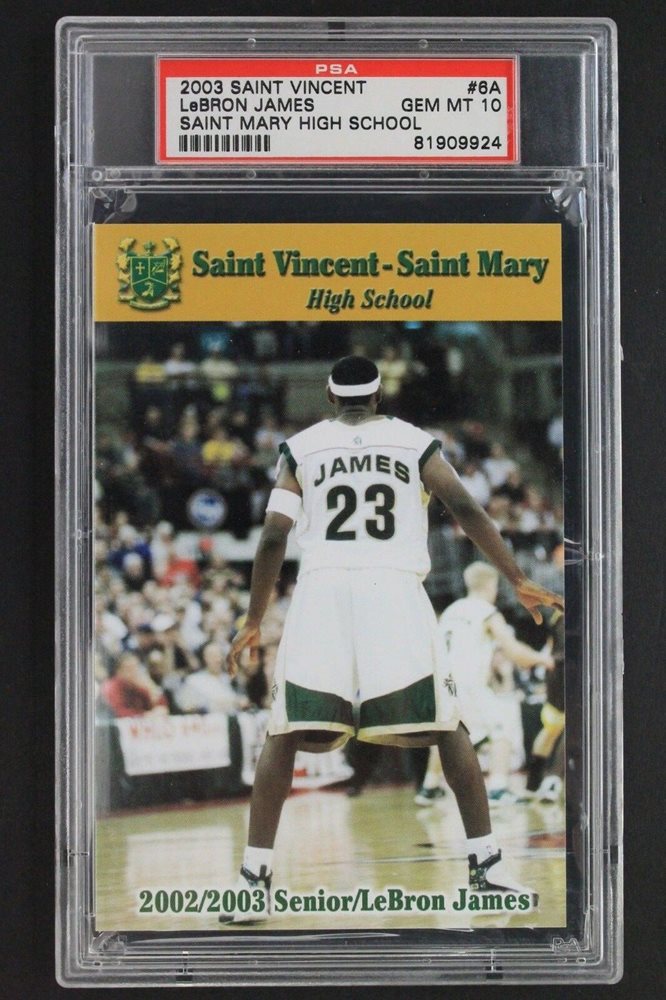 PSA
2003 SAINT VINCENT #6A
LeBRON JAMES GEM MT 10
SAINT MARY HIGH SCHOOL
81909924
Saint Vincent-Saint Mary
High School
JAMES
23
2002/2003 Senior/LeBron James